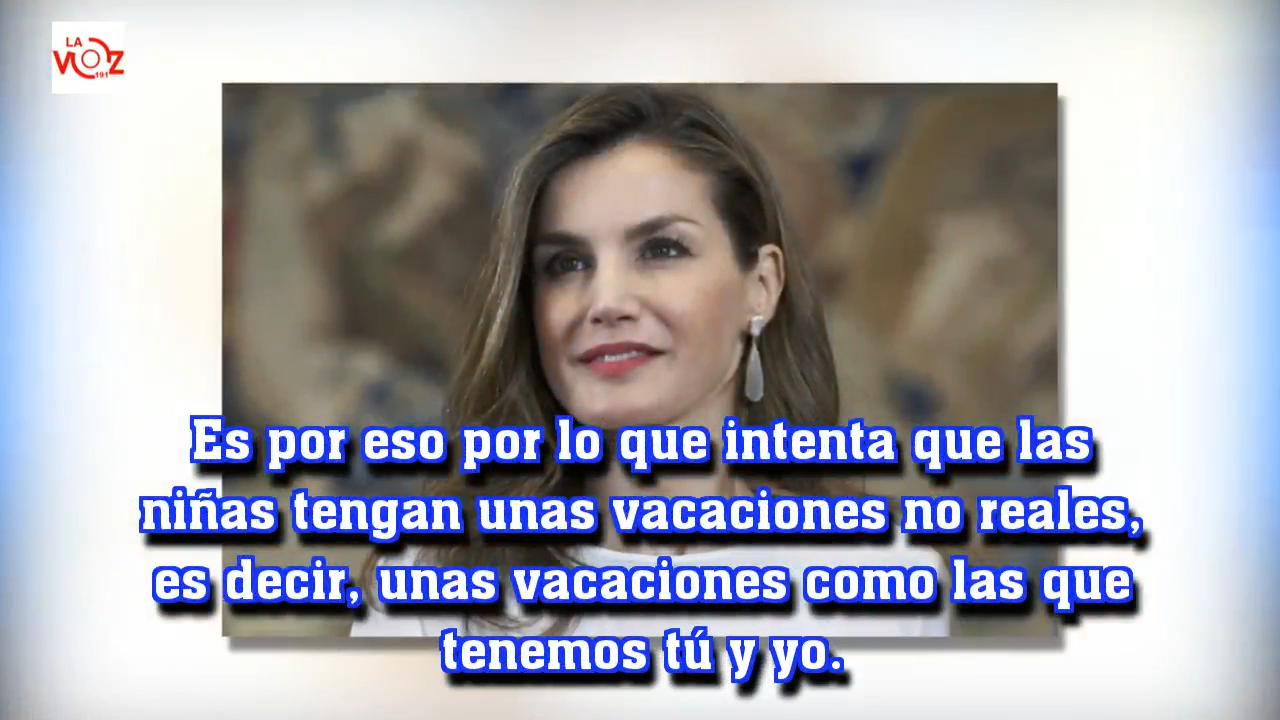 LA
VOZ
191
Es por eso por lo que intenta que las
niñas tengan unas vacaciones no reales,
es decir, unas vacaciones como las que
tenemos tú y yo.